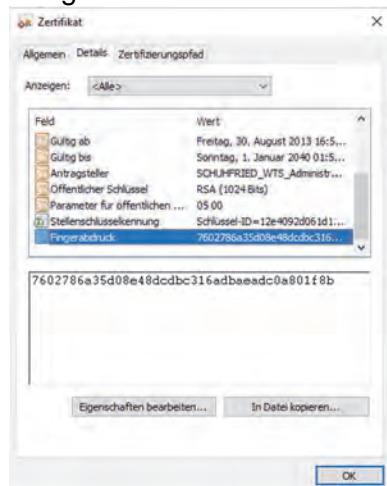 Zertifikat
Allgemein Details Zertifizierungspfad
Anzeigen: <Alle>
Feld Wert
Gültig ab Freitag, 30. August 2013 16:5...
Gültig bis Sonntag, 1. Januar 2040 01:5...
Antragsteller SCHUHFRIED_WTS_Administr...
Öffentlicher Schlüssel RSA (1024 Bits)
Parameter für öffentlichen ... 05 00
Stellenschlüsselkennung Schlüssel-ID=12e4092d061d1...
Fingerabdruck 7602786a35d08e48dcdbc316...
7602786a35d08e48dcdbc316adbaeadc0a801f8b
Eigenschaften bearbeiten... In Datei kopieren...
OK